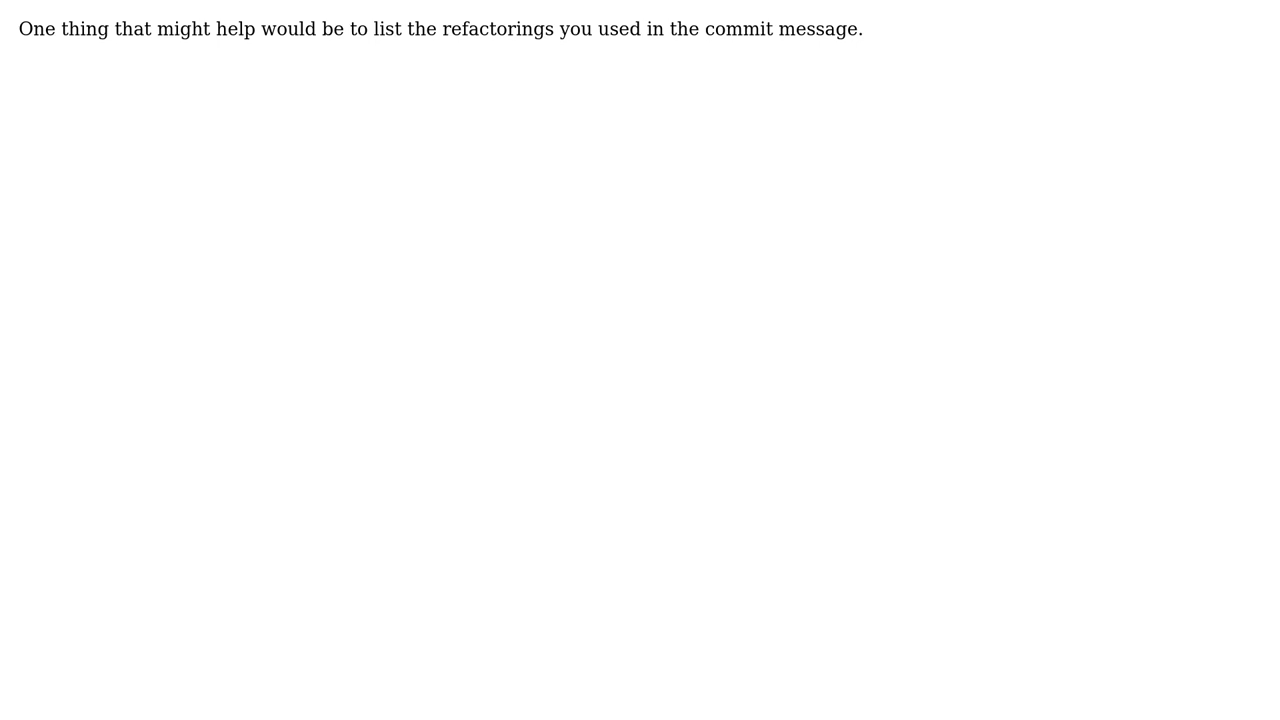 One thing that might help would be to list the refactorings you used in the commit message.